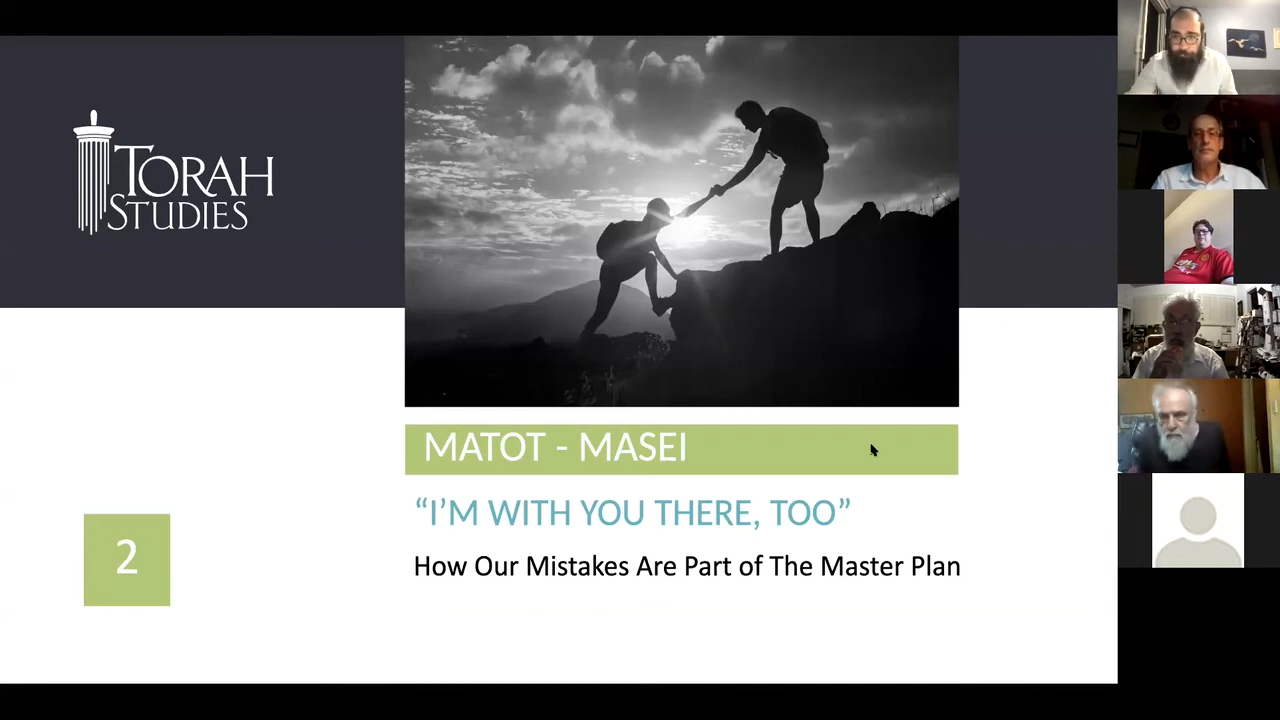 TORAH
STUDIES
MATOT - MASEI
“I’M WITH YOU THERE, TOO”
2
How Our Mistakes Are Part of The Master Plan